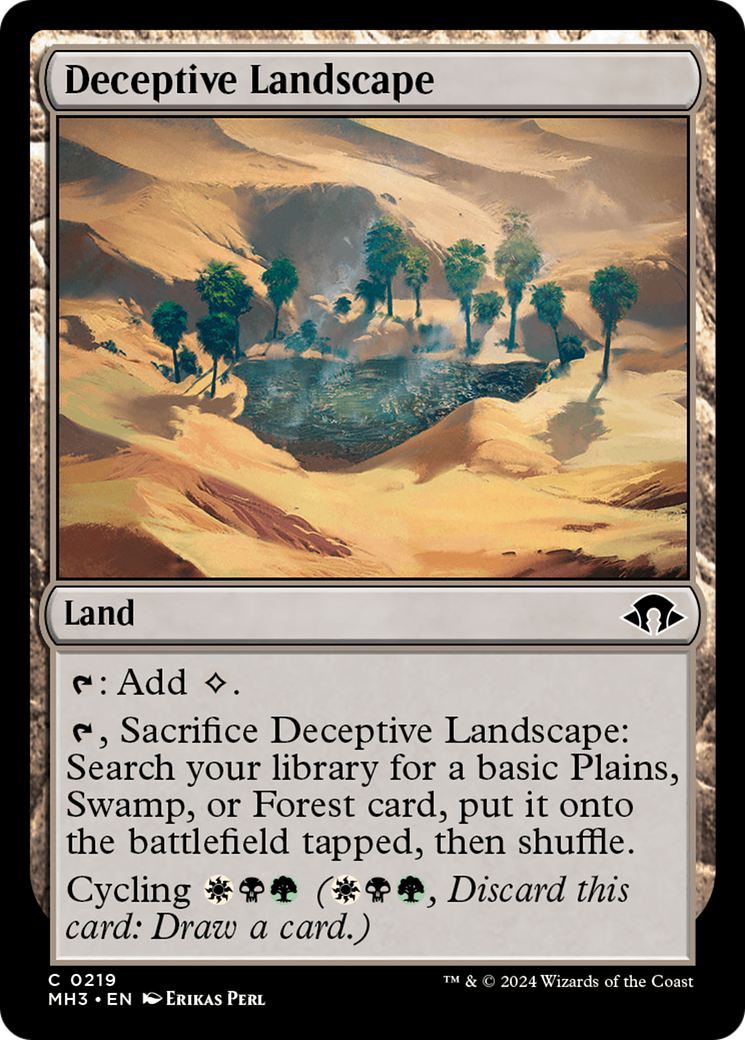 Deceptive Landscape
Land
: Add .
, Sacrifice Deceptive Landscape:
Search your library for a basic Plains,
Swamp, or Forest card, put it onto
the battlefield tapped, then shuffle.
Cycling (, Discard this
card: Draw a card.)
C 0219
MH3 • EN Erikas Perl
™ & © 2024 Wizards of the Coast